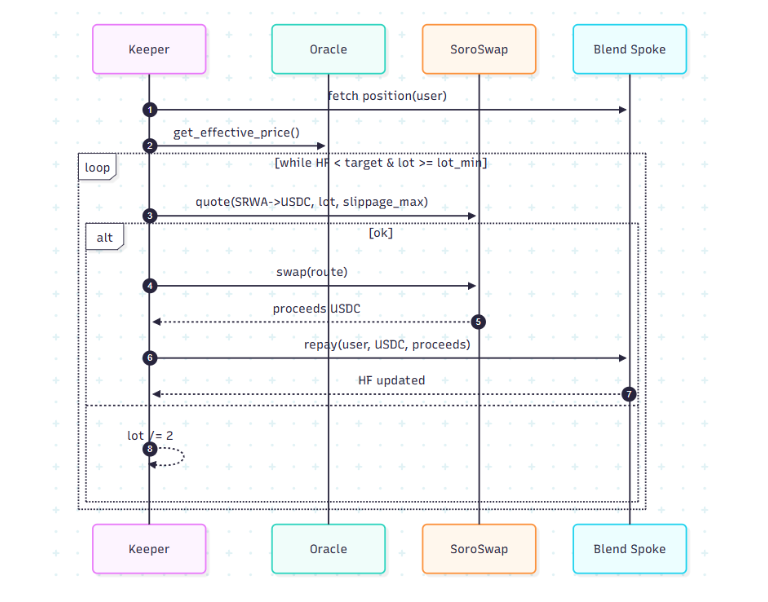 Keeper
Oracle
SoroSwap
Blend Spoke
fetch position(user)
1
get_effective_price()
2
loop
[while HF < target & lot >= lot_min]
quote(SRWA->USDC, lot, slippage_max)
3
alt
[ok]
swap(route)
4
proceeds USDC
5
repay(user, USDC, proceeds)
6
HF updated
7
lot /= 2
8
Keeper
Oracle
SoroSwap
Blend Spoke